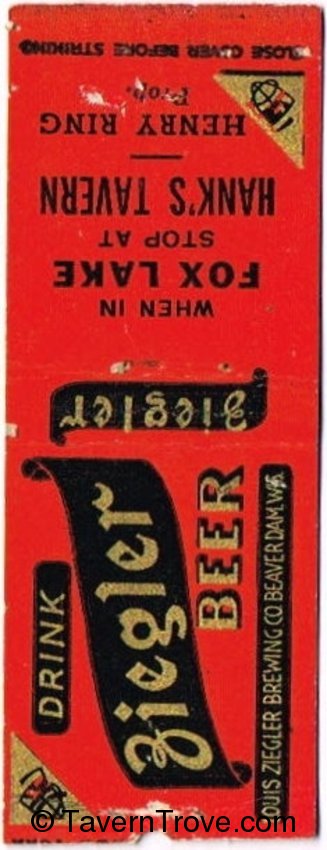 CLOSE COVER BEFORE STRIKING
WHEN IN
FOX LAKE
STOP AT
HANK'S TAVERN
HENRY RING
Prop.
Ziegler
DRINK
Ziegler
BEER
LOUIS ZIEGLER BREWING CO. BEAVER DAM, WIS.
© TavernTrove.com